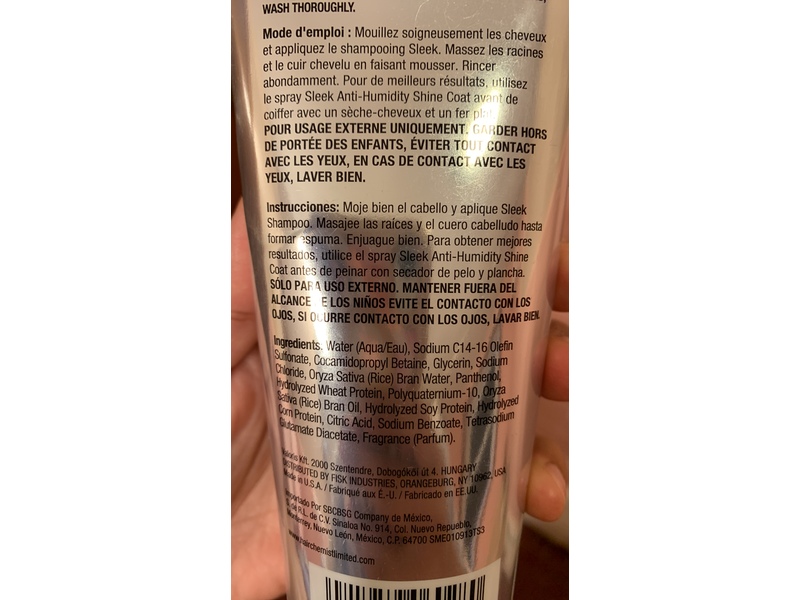 WASH THOROUGHLY.
Mode d'emploi : Mouillez soigneusement les cheveux
et appliquez le shampooing Sleek. Massez les racines
et le cuir chevelu en faisant mousser. Rincer
abondamment. Pour de meilleurs résultats, utilisez
le spray Sleek Anti-Humidity Shine Coat avant de
coiffer avec un sèche-cheveux et un fer plat.
POUR USAGE EXTERNE UNIQUEMENT. GARDER HORS
DE PORTÉE DES ENFANTS, ÉVITER TOUT CONTACT
AVEC LES YEUX, EN CAS DE CONTACT AVEC LES
YEUX, LAVER BIEN.
Instrucciones: Moje bien el cabello y aplique Sleek
Shampoo. Masajee las raíces y el cuero cabelludo hasta
formar espuma. Enjuague bien. Para obtener mejores
resultados, utilice el spray Sleek Anti-Humidity Shine
Coat antes de peinar con secador de pelo y plancha.
SÓLO PARA USO EXTERNO. MANTENER FUERA DEL
ALCANCE DE LOS NIÑOS EVITE EL CONTACTO CON LOS
OJOS, SI OCURRE CONTACTO CON LOS OJOS, LAVAR BIEN.
Ingredients: Water (Aqua/Eau), Sodium C14-16 Olefin
Sulfonate, Cocamidopropyl Betaine, Glycerin, Sodium
Chloride, Oryza Sativa (Rice) Bran Water, Panthenol,
Hydrolyzed Wheat Protein, Polyquaternium-10, Oryza
Sativa (Rice) Bran Oil, Hydrolyzed Soy Protein, Hydrolyzed
Corn Protein, Citric Acid, Sodium Benzoate, Tetrasodium
Glutamate Diacetate, Fragrance (Parfum).
Kft. 2000 Szentendre, Dobogókői út 4. HUNGARY
DISTRIBUTED BY FISK INDUSTRIES, ORANGEBURG, NY 10962, USA
Made in U.S.A. / Fabriqué aux É.-U. / Fabricado en EE.UU.
Importado Por SBCBSG Company de México,
S. de R.L. de C.V. Sinaloa No. 914, Col. Nuevo Repueblo,
Monterrey, Nuevo León, México, C.P. 64700 SME010913TS3
www.hairchemistlimited.com